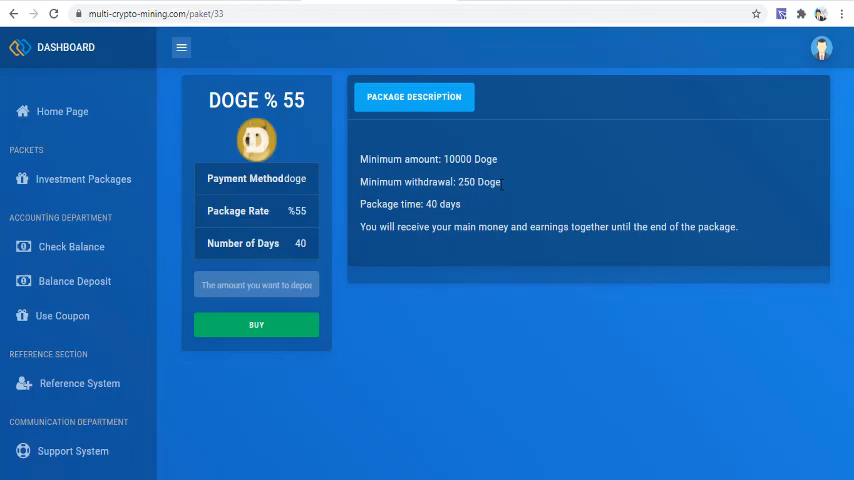 multi-crypto-mining.com/paket/33
DASHBOARD
Home Page
PACKETS
Investment Packages
ACCOUNTING DEPARTMENT
Check Balance
Balance Deposit
Use Coupon
REFERENCE SECTİON
Reference System
COMMUNİCATİON DEPARTMENT
Support System
DOGE % 55
Payment Method doge
Package Rate %55
Number of Days 40
The amount you want to depos
BUY
PACKAGE DESCRİPTİON
Minimum amount: 10000 Doge
Minimum withdrawal: 250 Doge
Package time: 40 days
You will receive your main money and earnings together until the end of the package.